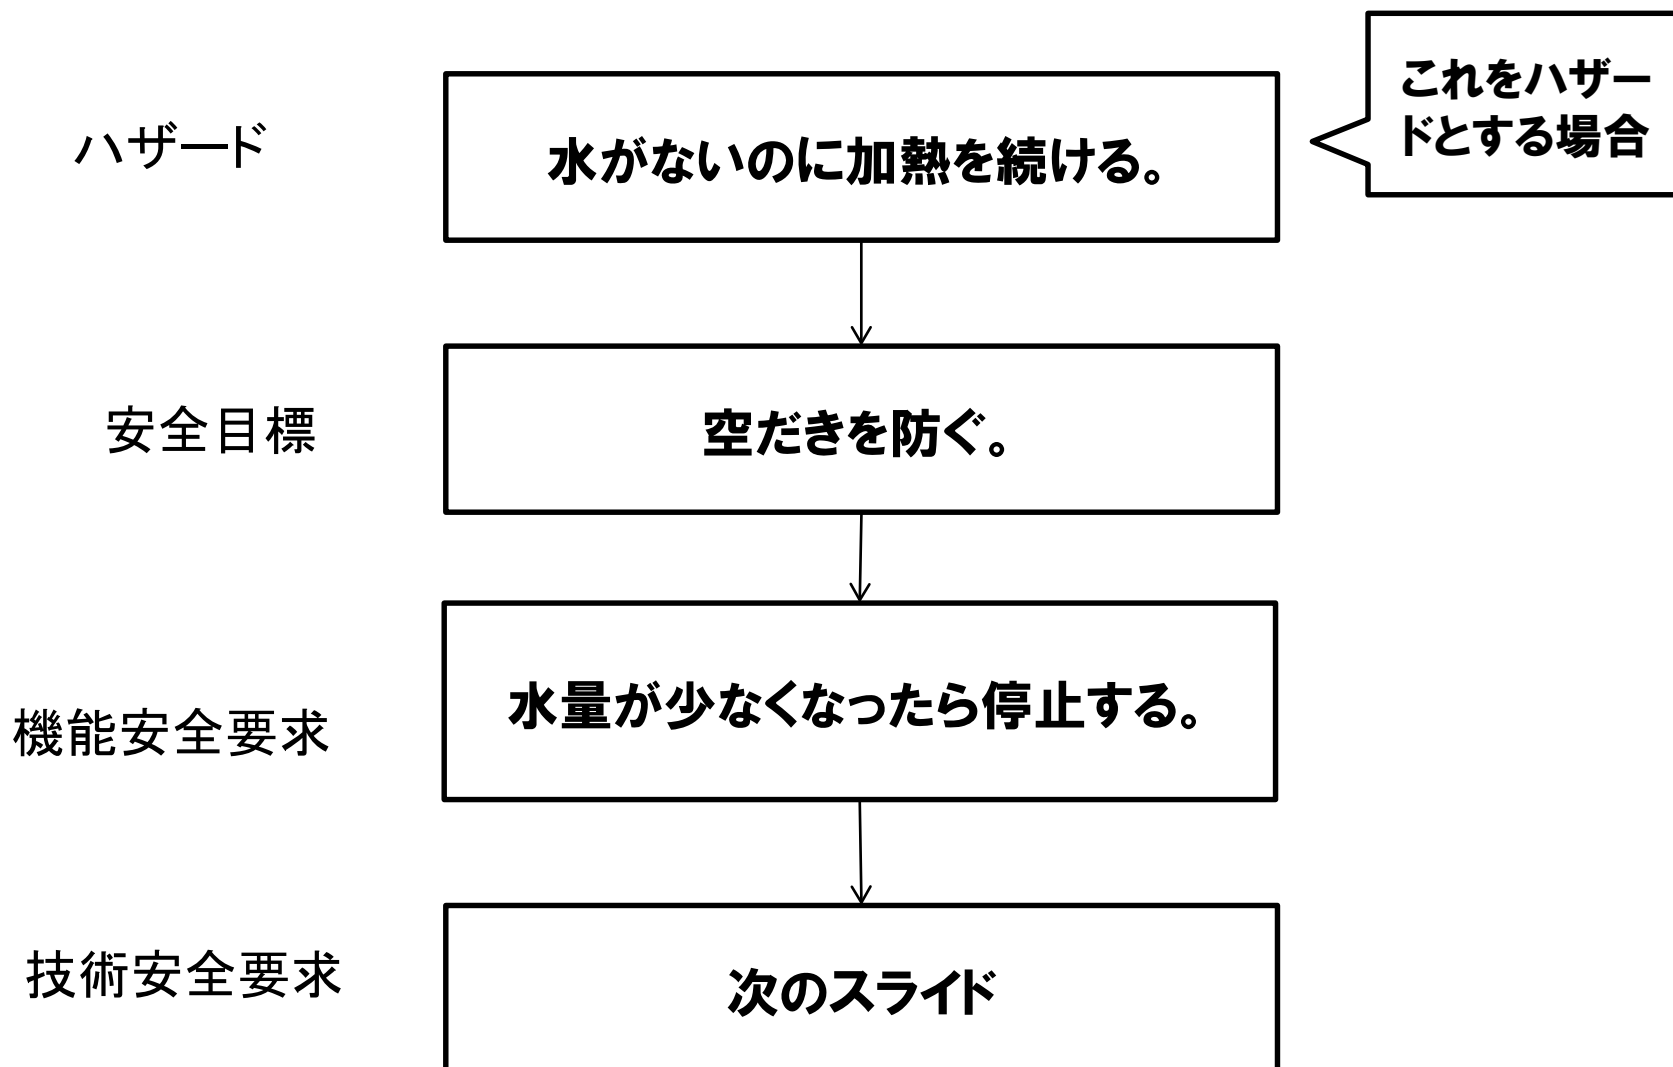 これをハザー
ドとする場合
ハザード
水がないのに加熱を続ける。
安全目標
空だきを防ぐ。
機能安全要求
水量が少なくなったら停止する。
技術安全要求
次のスライド